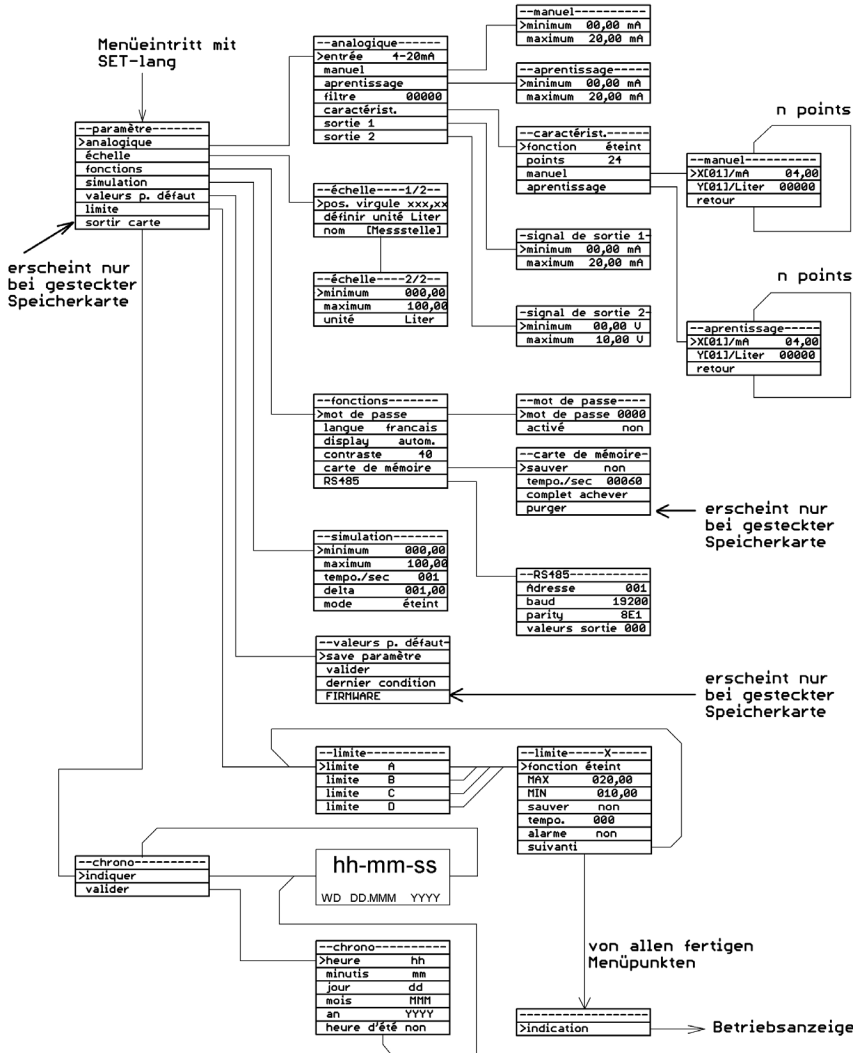 Menüeintritt mit
SET-lang
--paramètre---
>analogique
échelle
fonctions
simulation
valeurs p. défaut
limite
sortir carte
erscheint nur
bei gesteckter
Speicherkarte
--analogique------
>entrée 4-20mA
manuel
aprentissage
filtre 00000
caractérist.
sortie 1
sortie 2
--manuel---------
>minimum 00,00 mA
maximum 20,00 mA
--aprentissage---
>minimum 00,00 mA
maximum 20,00 mA
--caractérist.---
>fonction éteint
points 24
manuel
aprentissage
n points
--manuel---------
>X[01]/mA 04,00
Y[01]/Liter 00000
retour
--échelle----1/2--
>pos. virgule xxx,xx
définir unité Liter
nom [Messstelle]
--échelle----2/2--
>minimum 000,00
maximum 100,00
unité Liter
-signal de sortie 1-
>minimum 00,00 mA
maximum 20,00 mA
-signal de sortie 2-
>minimum 00,00 V
maximum 10,00 V
n points
--aprentissage-----
>X[01]/mA 04,00
Y[01]/Liter 00000
retour
--fonctions-------
>mot de passe
langue francais
display autom.
contraste 40
carte de mémoire
RS485
--mot de passe----
>mot de passe 0000
activé non
--carte de mémoire-
>sauver non
tempo./sec 00060
complet achever
purger
erscheint nur
bei gesteckter
Speicherkarte
--simulation------
>minimum 000,00
maximum 100,00
tempo./sec 001
delta 001,00
mode éteint
--RS485----------
Adresse 001
baud 19200
parity 8E1
valeurs sortie 000
--valeurs p. défaut-
>save paramètre
valider
dernier condition
FIRMWARE
erscheint nur
bei gesteckter
Speicherkarte
--limite----------
>limite A
limite B
limite C
limite D
--limite-----X---
>fonction éteint
MAX 020,00
MIN 010,00
sauver non
tempo. 000
alarme non
suivanti
--chrono---------
>indiquer
valider
hh-mm-ss
WD DD.MMM YYYY
--chrono---------
>heure hh
minutis mm
jour dd
mois MMM
an YYYY
heure d'été non
von allen fertigen
Menüpunkten
-----------------
>indication
Betriebsanzeige